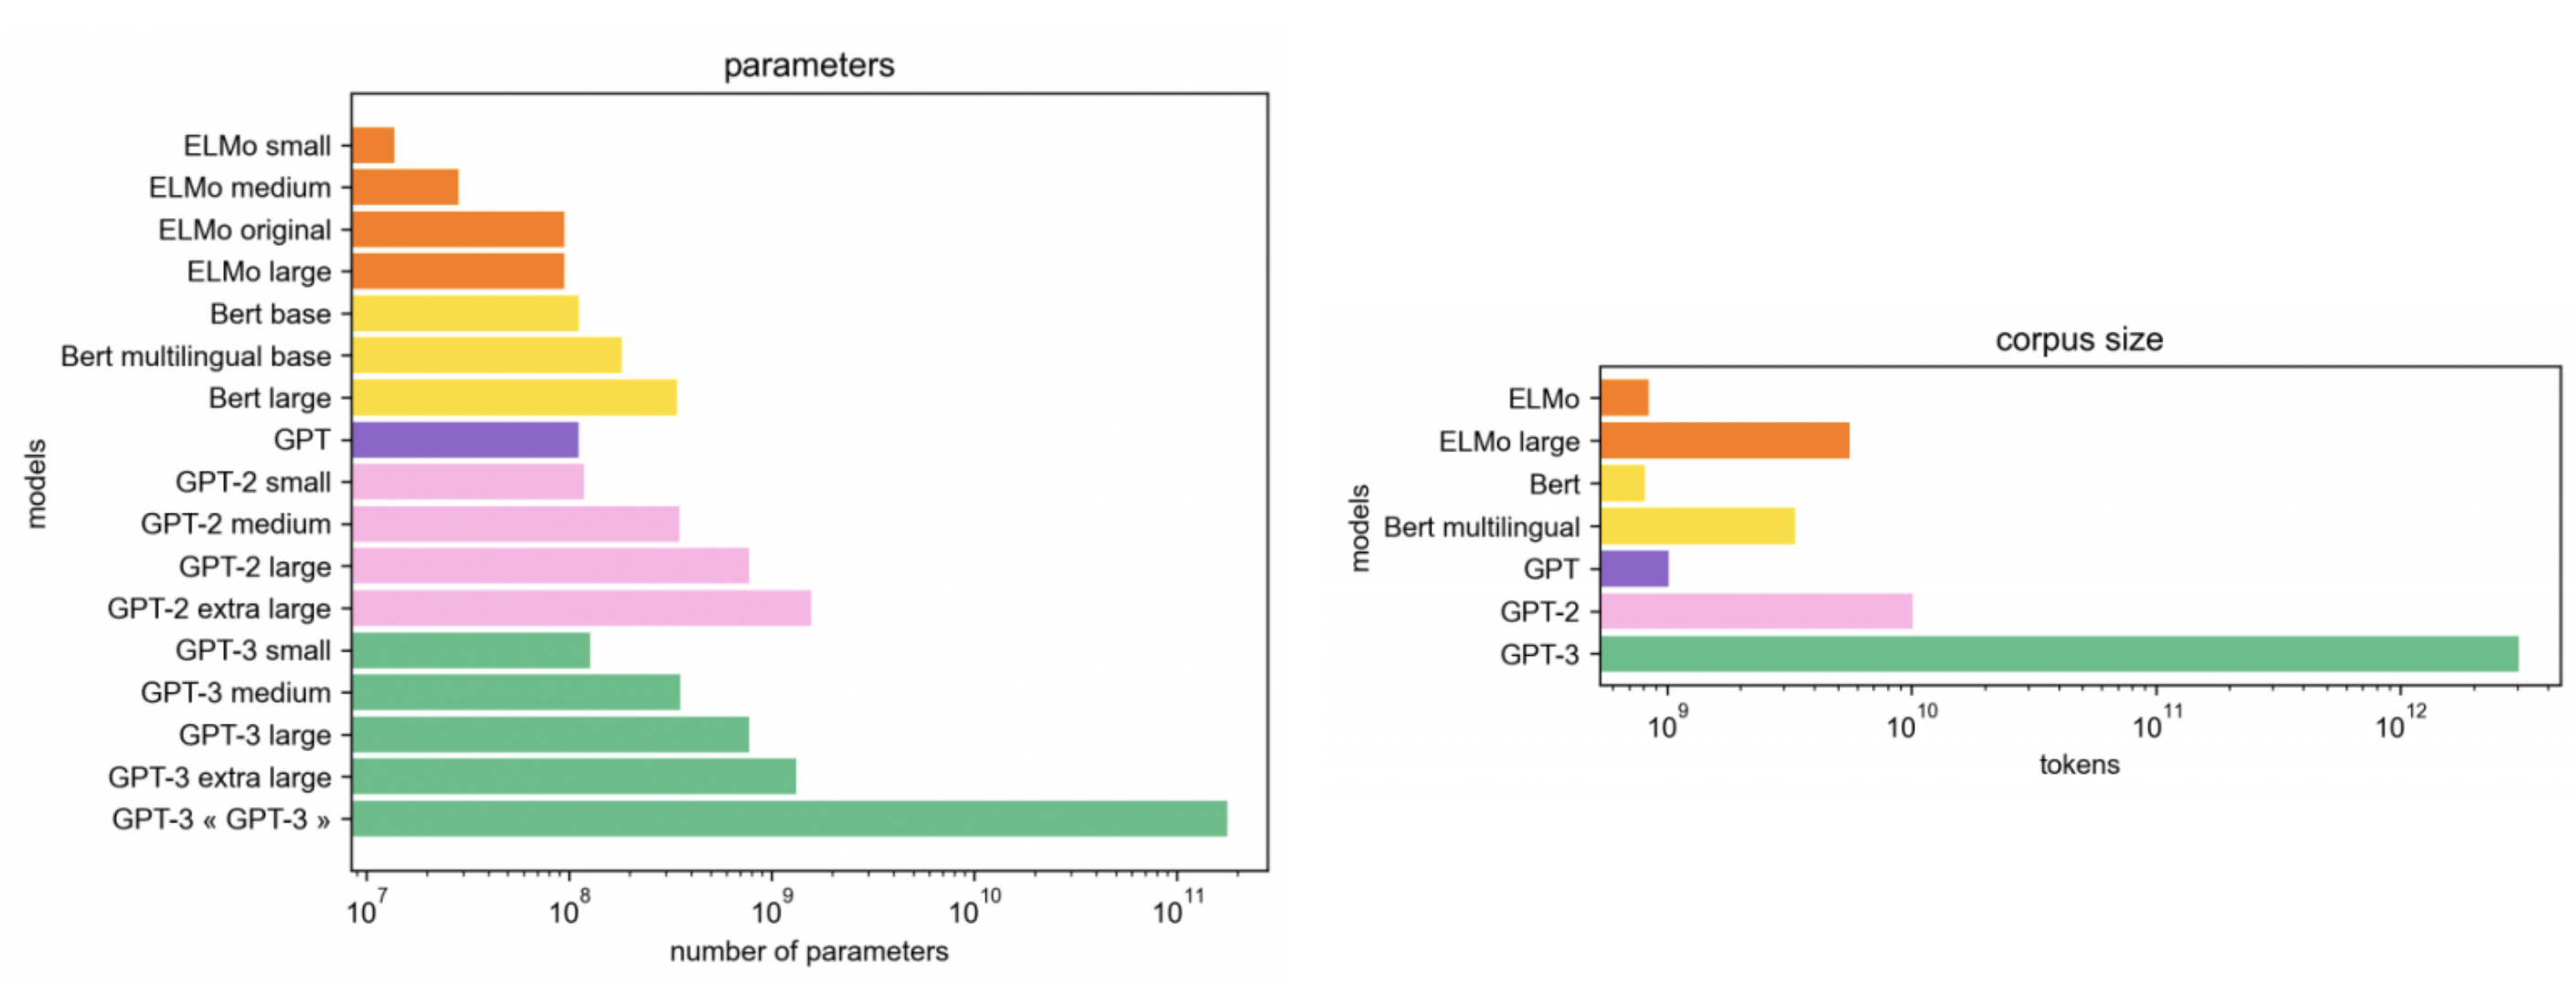 parameters
ELMo small
ELMo medium
ELMo original
ELMo large
Bert base
Bert multilingual base
Bert large
GPT
GPT-2 small
GPT-2 medium
GPT-2 large
GPT-2 extra large
GPT-3 small
GPT-3 medium
GPT-3 large
GPT-3 extra large
GPT-3 « GPT-3 »
models
10^7 10^8 10^9 10^10 10^11
number of parameters
corpus size
ELMo
ELMo large
Bert
Bert multilingual
GPT
GPT-2
GPT-3
models
10^9 10^10 10^11 10^12
tokens